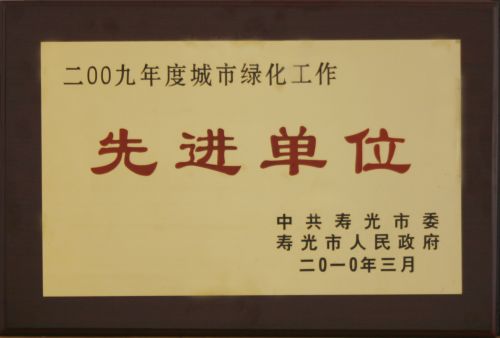 二00九年度城市绿化工作
先进单位
中共寿光市委
寿光市人民政府
二0一0年三月